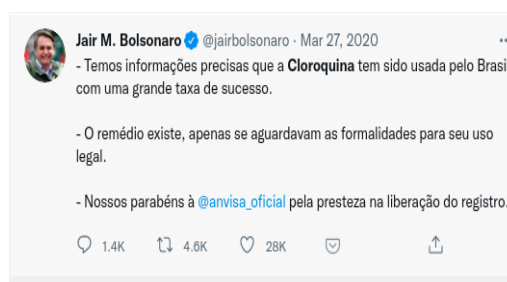 Jair M. Bolsonaro @jairbolsonaro · Mar 27, 2020
- Temos informações precisas que a Cloroquina tem sido usada pelo Brasi
com uma grande taxa de sucesso.
- O remédio existe, apenas se aguardavam as formalidades para seu uso
legal.
- Nossos parabéns à @anvisa_oficial pela presteza na liberação do registro.
1.4K 4.6K 28K